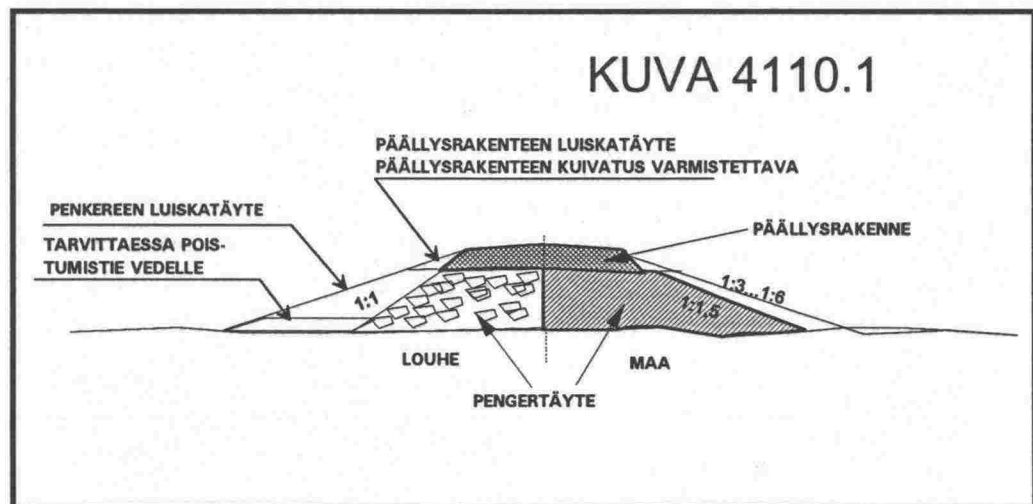 KUVA 4110.1
PÄÄLLYSRAKENTEEN LUISKATÄYTE
PÄÄLLYSRAKENTEEN KUIVATUS VARMISTETTAVA
PENKEREEN LUISKATÄYTE
TARVITTAESSA POIS-
TUMISTIE VEDELLE
PÄÄLLYSRAKENNE
1:1
1:3...1:6
1:1,5
LOUHE
MAA
PENGERTÄYTE